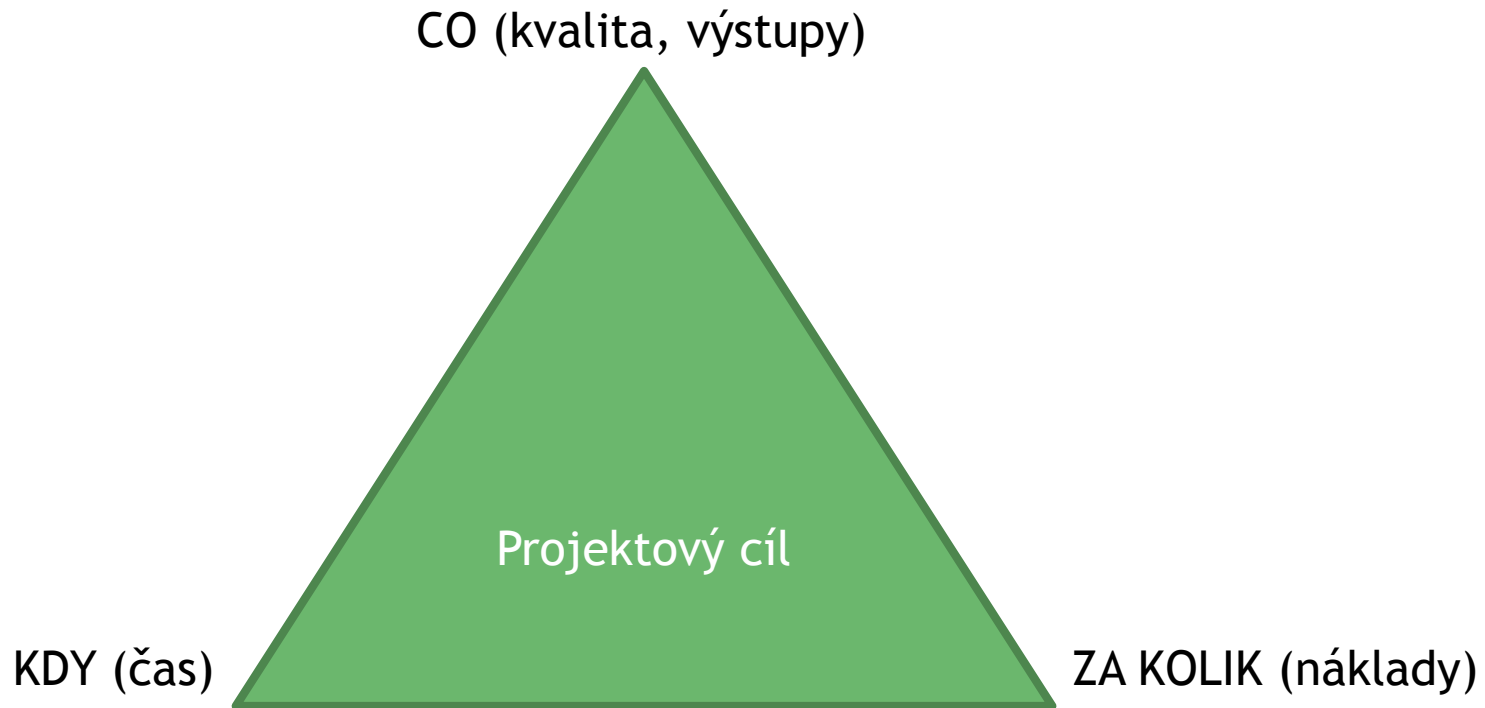 CO (kvalita, výstupy)
Projektový cíl
KDY (čas)
ZA KOLIK (náklady)